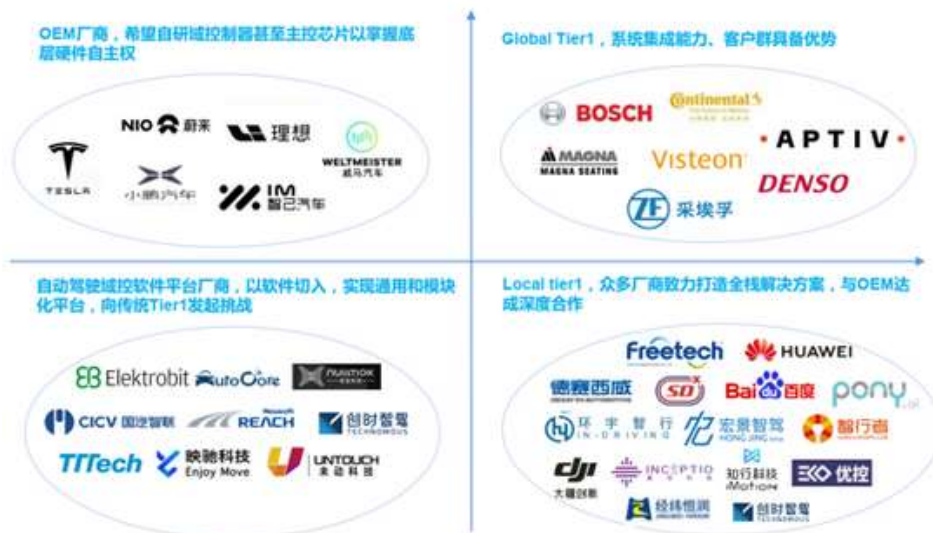 OEM厂商，希望自研域控制器甚至主控芯片以掌握底
层硬件自主权
TESLA
NIO 蔚来
理想
WELTMEISTER
威马汽车
小鹏汽车
IM
智己汽车
Global Tier1，系统集成能力、客户群具备优势
BOSCH
Continental
APTIV
MAGNA
MAGNA SEATING
Visteon
DENSO
ZF 采埃孚
自动驾驶域控软件平台厂商，以软件切入，实现通用和模块
化平台，向传统Tier1发起挑战
EB Elektrobit
AutoCore
nullmax
CICV 国汽智联
REACH
创时智驾
TECHNOMOUS
TTTech
映驰科技
Enjoy Move
UNTOUCH
未动科技
Local tier1，众多厂商致力打造全栈解决方案，与OEM达
成深度合作
Freetech
HUAWEI
德赛西威
Bai 百度
pony.ai
hy 环宇智行
IN-DRIVING
宏景智驾
HONG JING
智行者
dji
大疆创新
INCEPTIO
知行科技
iMotion
优控
经纬恒润
创时智驾
TECHNOMOUS